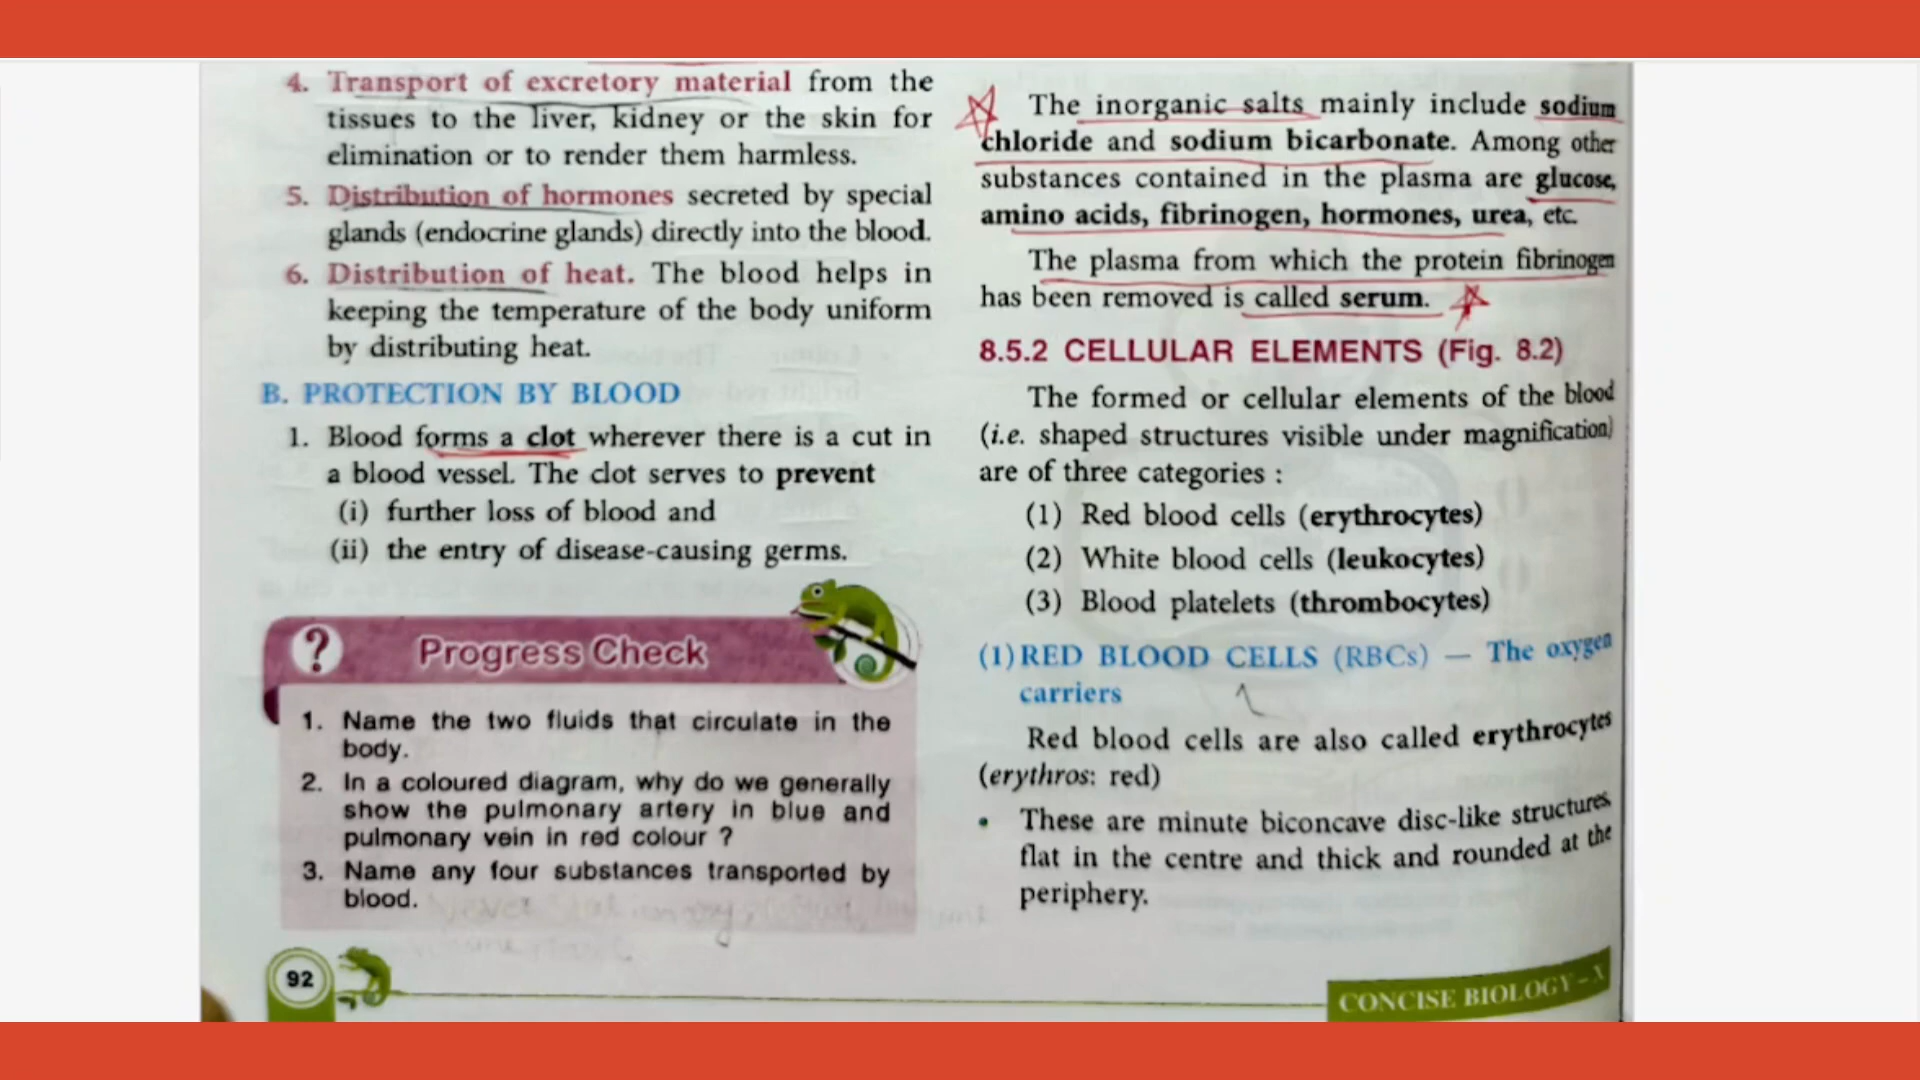 4. Transport of excretory material from the
tissues to the liver, kidney or the skin for
elimination or to render them harmless.
5. Distribution of hormones secreted by special
glands (endocrine glands) directly into the blood.
6. Distribution of heat. The blood helps in
keeping the temperature of the body uniform
by distributing heat.
B. PROTECTION BY BLOOD
1. Blood forms a clot wherever there is a cut in
a blood vessel. The clot serves to prevent
(i) further loss of blood and
(ii) the entry of disease-causing germs.
? Progress Check
1. Name the two fluids that circulate in the
body.
2. In a coloured diagram, why do we generally
show the pulmonary artery in blue and
pulmonary vein in red colour ?
3. Name any four substances transported by
blood.
92
The inorganic salts mainly include sodium
chloride and sodium bicarbonate. Among other
substances contained in the plasma are glucose,
amino acids, fibrinogen, hormones, urea, etc.
The plasma from which the protein fibrinogen
has been removed is called serum.
8.5.2 CELLULAR ELEMENTS (Fig. 8.2)
The formed or cellular elements of the blood
(i.e. shaped structures visible under magnification)
are of three categories :
(1) Red blood cells (erythrocytes)
(2) White blood cells (leukocytes)
(3) Blood platelets (thrombocytes)
(1) RED BLOOD CELLS (RBCs) — The oxygen
carriers
Red blood cells are also called erythrocytes
(erythros: red)
• These are minute biconcave disc-like structures,
flat in the centre and thick and rounded at the
periphery.
CONCISE BIOLOGY – X